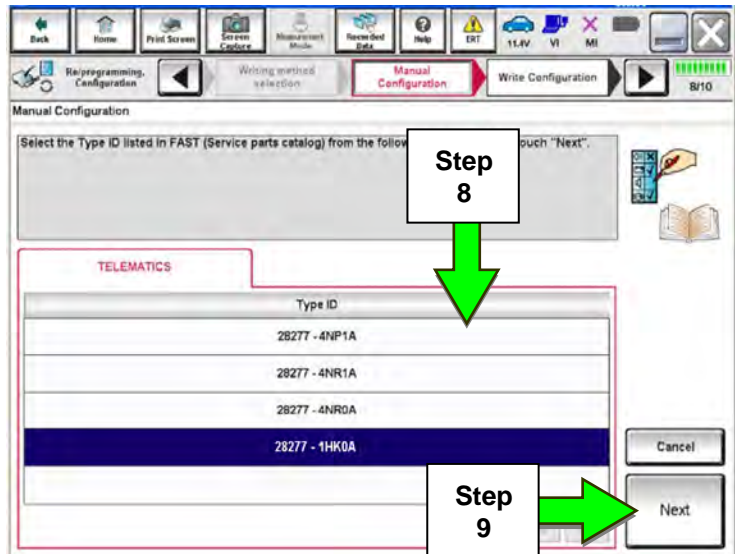 Back
Home
Print Screen
Screen Capture
Measurement Mode
Recorded Data
Help
ERT
11.4V
VI
MI
Re/programming, Configuration
Writing method selection
Manual Configuration
Write Configuration
8/10
Manual Configuration
Select the Type ID listed in FAST (Service parts catalog) from the follow
ouch "Next".
Step
8
TELEMATICS
Type ID
28277 - 4NP1A
28277 - 4NR1A
28277 - 4NR0A
28277 - 1HK0A
Cancel
Step
9
Next